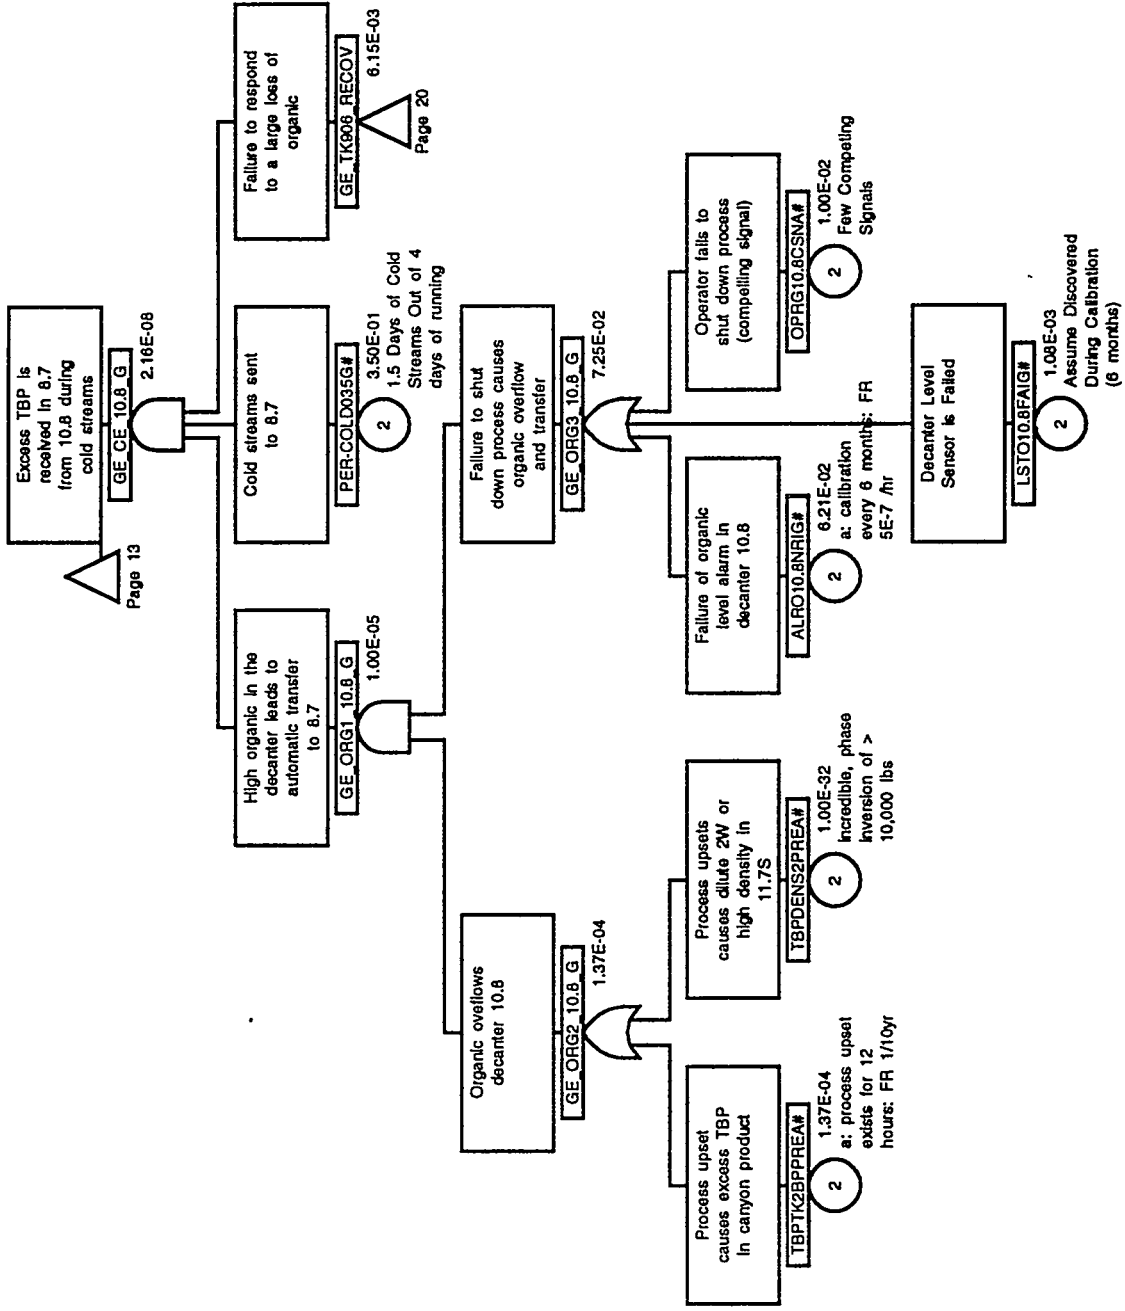 Excess TBP is
received in 8.7
from 10.8 during
cold streams
GE_CE_10.8_G
2.16E-08
Page 13
High organic in the
decanter leads to
automatic transfer
to 8.7
GE_ORG1_10.8_G
1.00E-05
Cold streams sent
to 8.7
PER-COLD035G#
2
3.50E-01
1.5 Days of Cold
Streams Out of 4
days of running
Failure to respond
to a large loss of
organic
GE_TK906_RECOV
6.15E-03
Page 20
Organic oveflows
decanter 10.8
GE_ORG2_10.8_G
1.37E-04
Failure to shut
down process causes
organic overflow
and transfer
GE_ORG3_10.8_G
7.25E-02
Process upset
causes excess TBP
in canyon product
TBPTK2BPPREA#
2
1.37E-04
a: process upset
exists for 12
hours: FR 1/10yr
Process upsets
causes dilute 2W or
high density in
11.7S
TBPDENS2PREA#
2
1.00E-32
Incredible, phase
inversion of >
10,000 lbs
Failure of organic
level alarm in
decanter 10.8
ALRO10.8NRIG#
2
6.21E-02
a: calibration
every 6 months: FR
5E-7 /hr
Operator fails to
shut down process
(compelling signal)
OPRG10.8CSNA#
2
1.00E-02
Few Competing
Signals
Decanter Level
Sensor is Failed
LSTO10.8FAIG#
2
1.08E-03
Assume Discovered
During Calibration
(6 months)